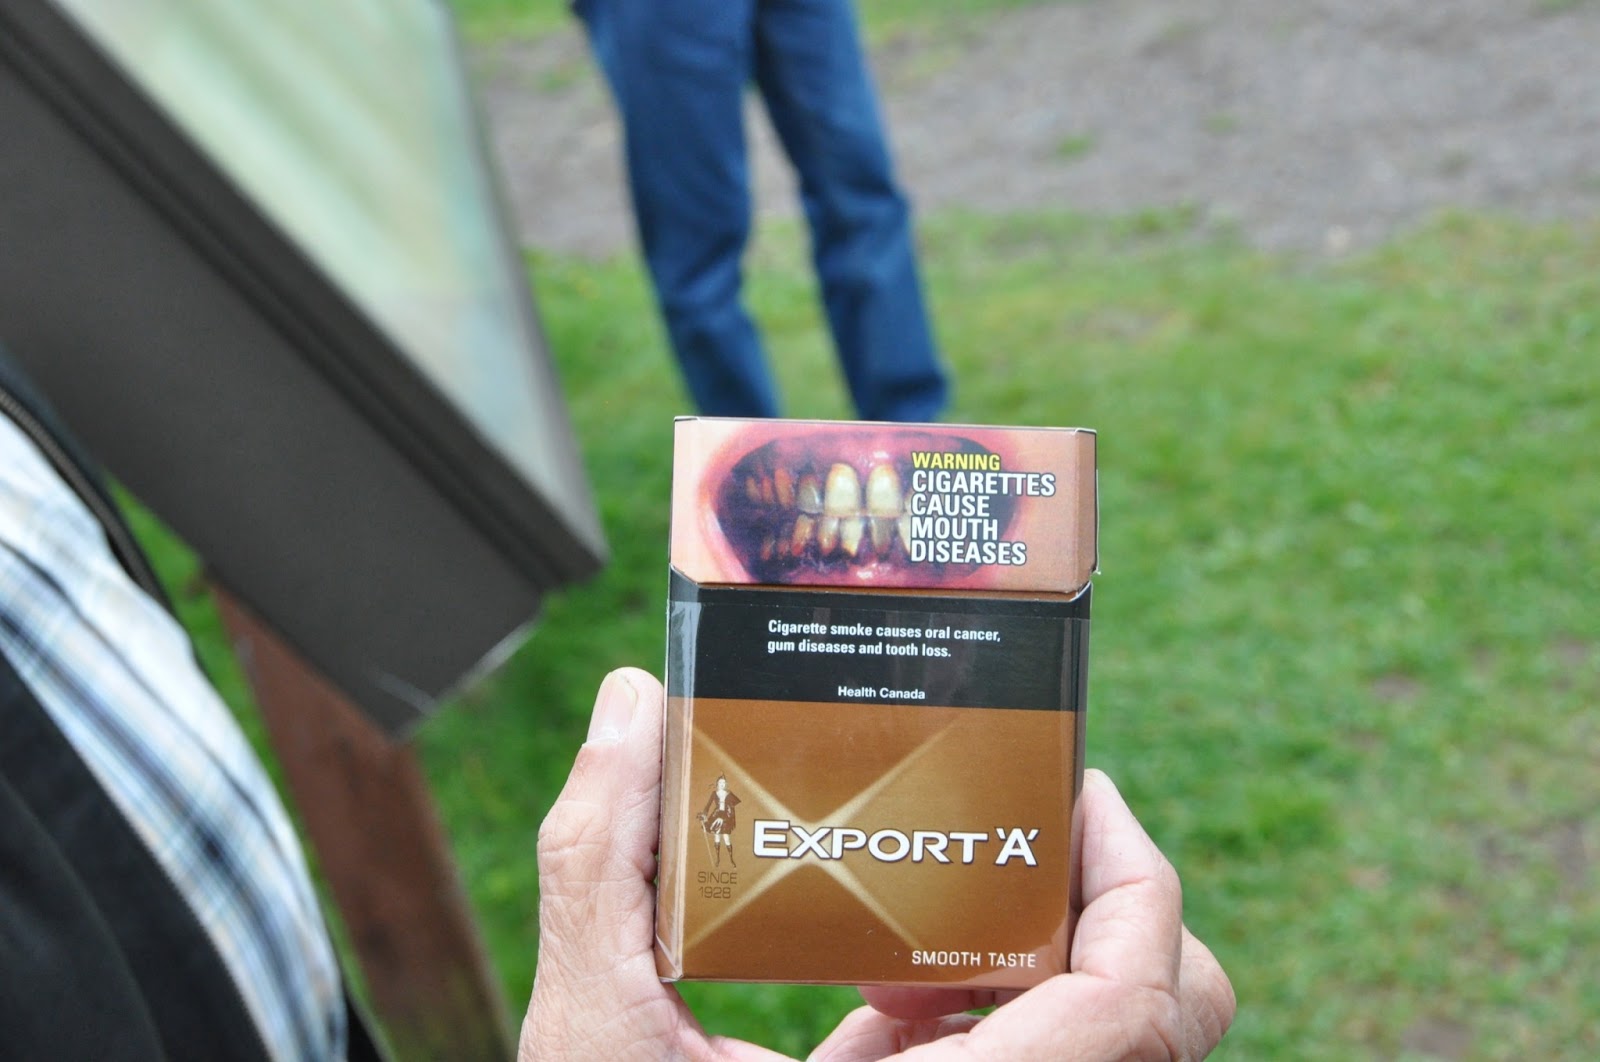 WARNING
CIGARETTES
CAUSE
MOUTH
DISEASES
Cigarette smoke causes oral cancer,
gum diseases and tooth loss.
Health Canada
EXPORT 'A'
SINCE
1928
SMOOTH TASTE